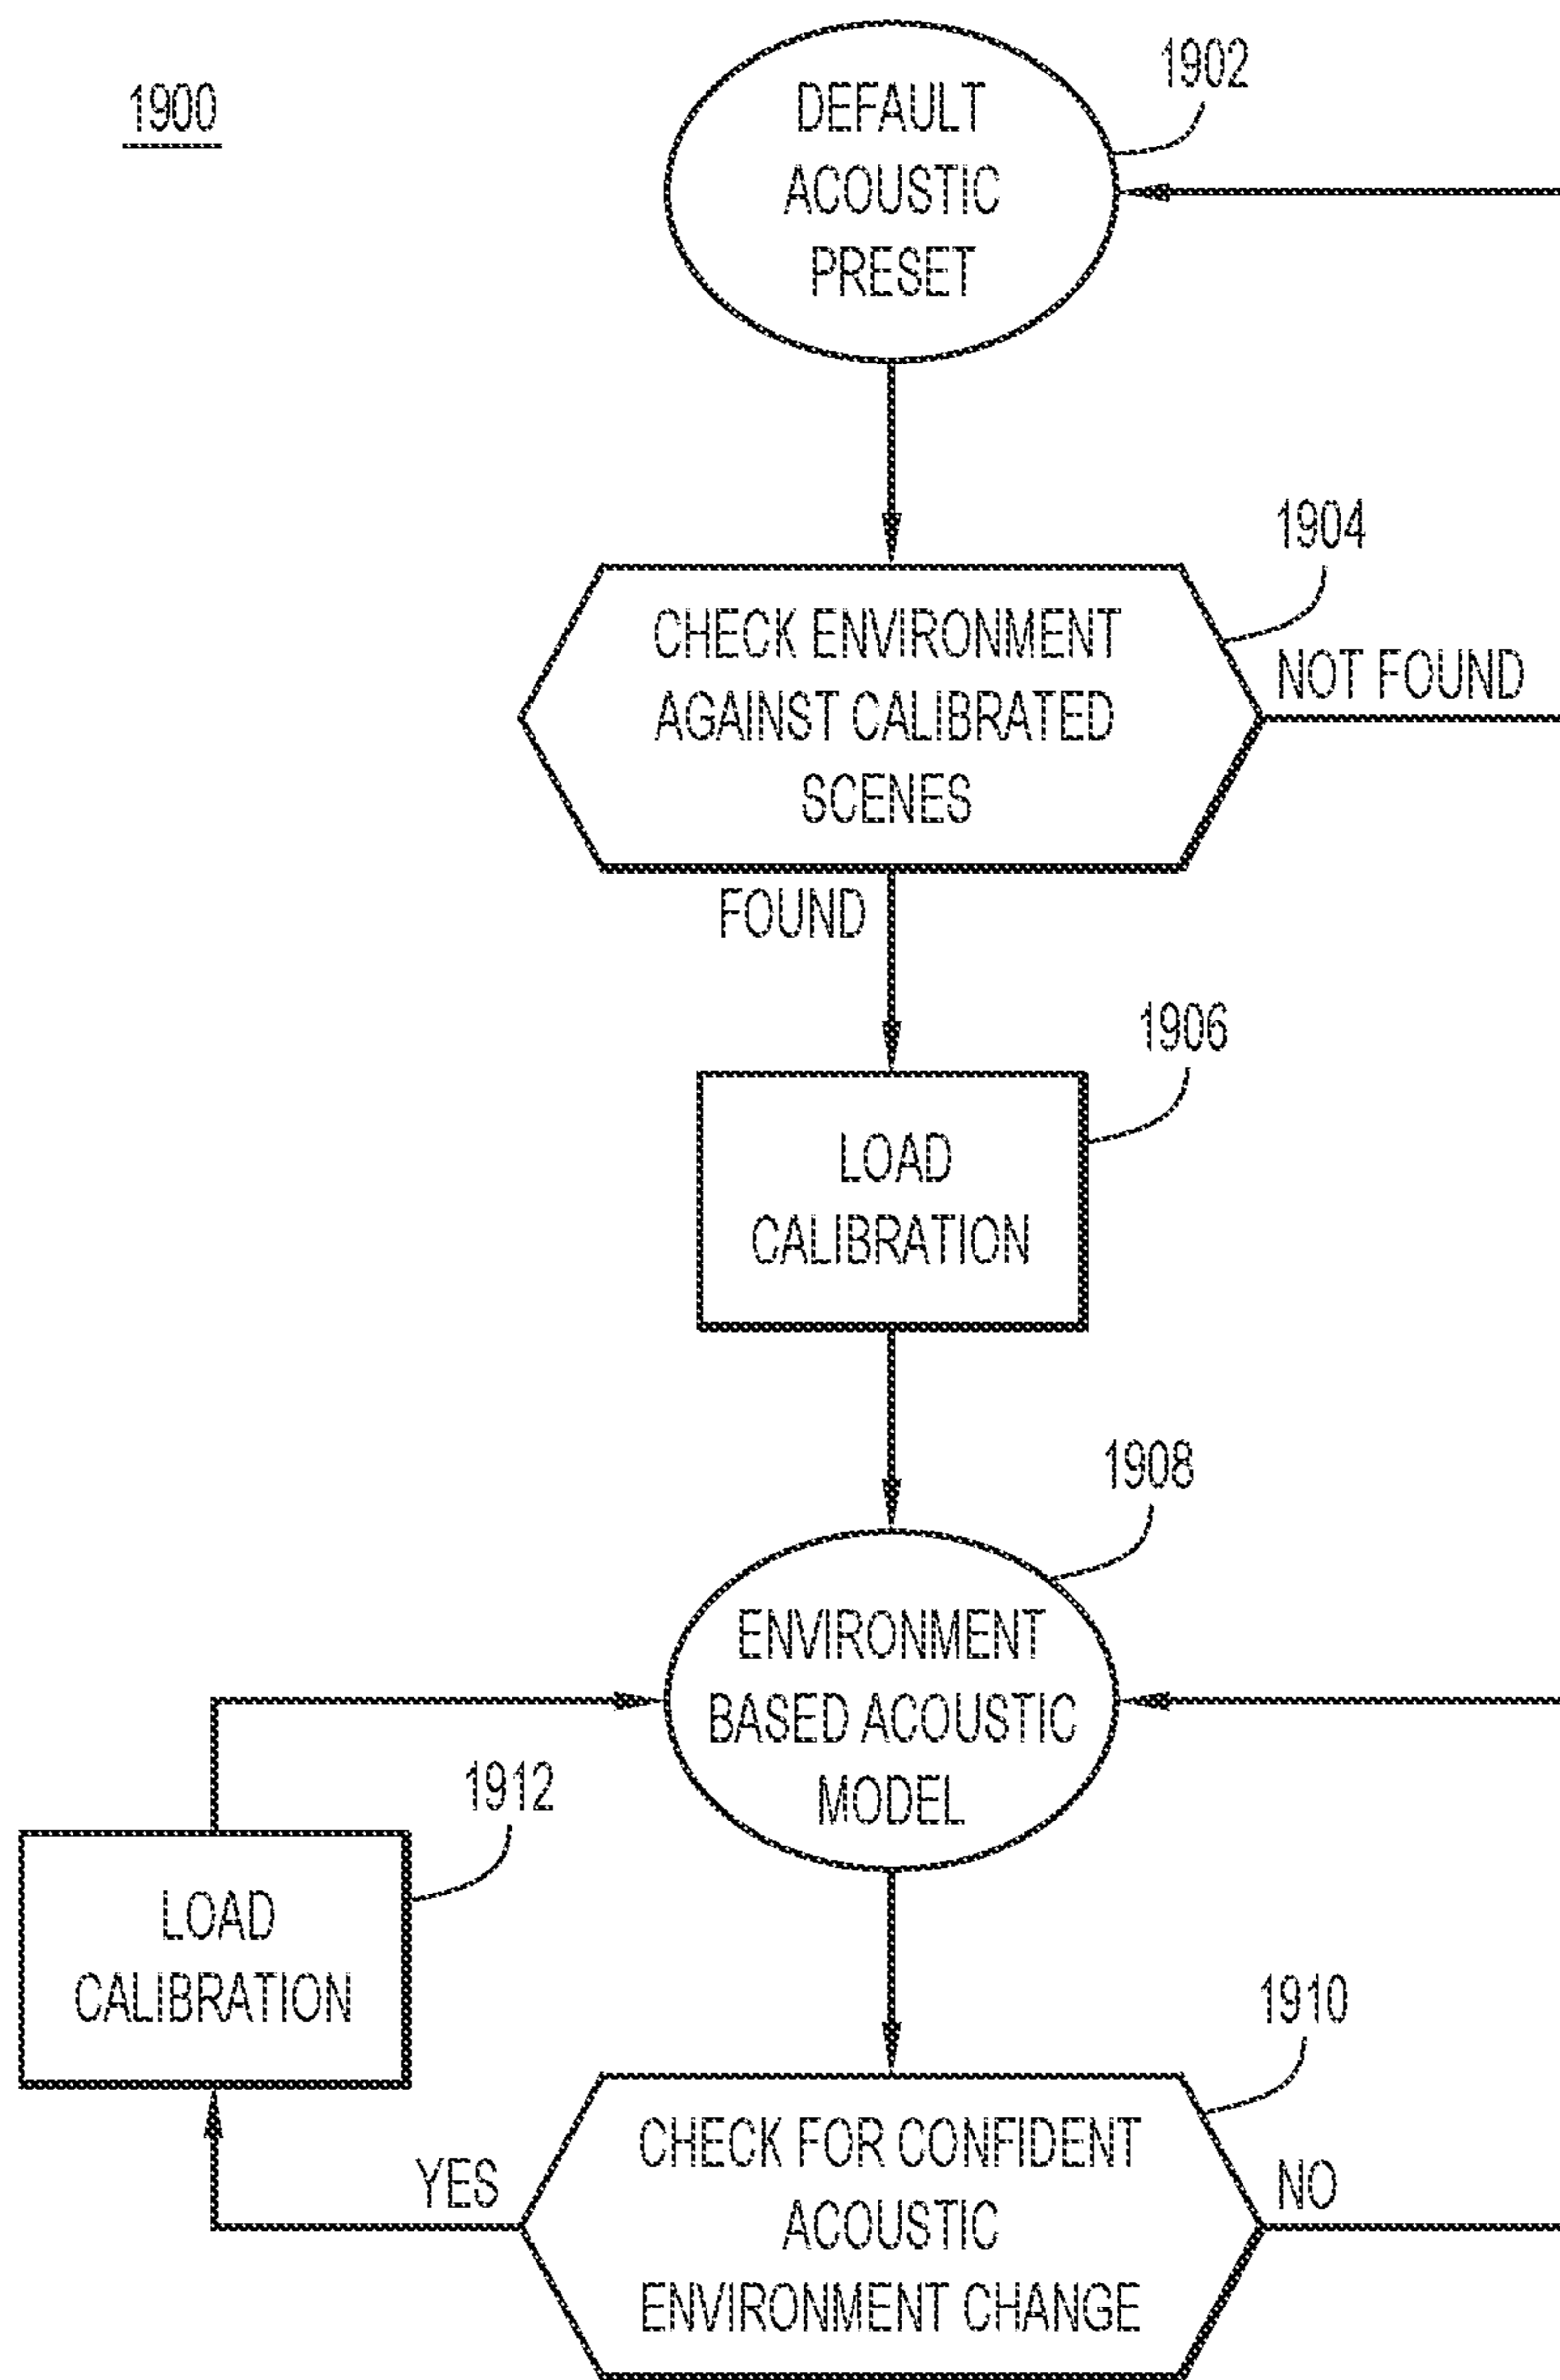 1900
1902
DEFAULT
ACOUSTIC
PRESET
1904
CHECK ENVIRONMENT
AGAINST CALIBRATED
SCENES
NOT FOUND
FOUND
1906
LOAD
CALIBRATION
1908
ENVIRONMENT
BASED ACOUSTIC
MODEL
1912
LOAD
CALIBRATION
1910
CHECK FOR CONFIDENT
ACOUSTIC
ENVIRONMENT CHANGE
YES
NO